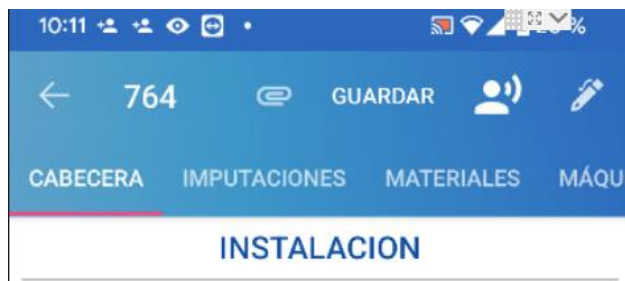 10:11
764 GUARDAR
CABECERA IMPUTACIONES MATERIALES MÁQU
INSTALACION